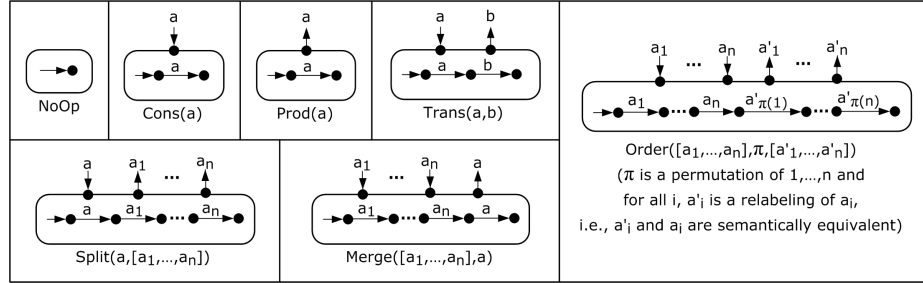 NoOp
a
a
Cons(a)
a
a
Prod(a)
a b
a b
Trans(a,b)
a a1 ... an
a a1 ... an
Split(a,[a1,...,an])
a1 ... an a
a1 ... an a
Merge([a1,...,an],a)
a1 ... an a'1 ... a'n
a1 ... an a'π(1) ... a'π(n)
Order([a1,...,an],π,[a'1,...,a'n])
(π is a permutation of 1,...,n and
for all i, a'i is a relabeling of ai,
i.e., a'i and ai are semantically equivalent)